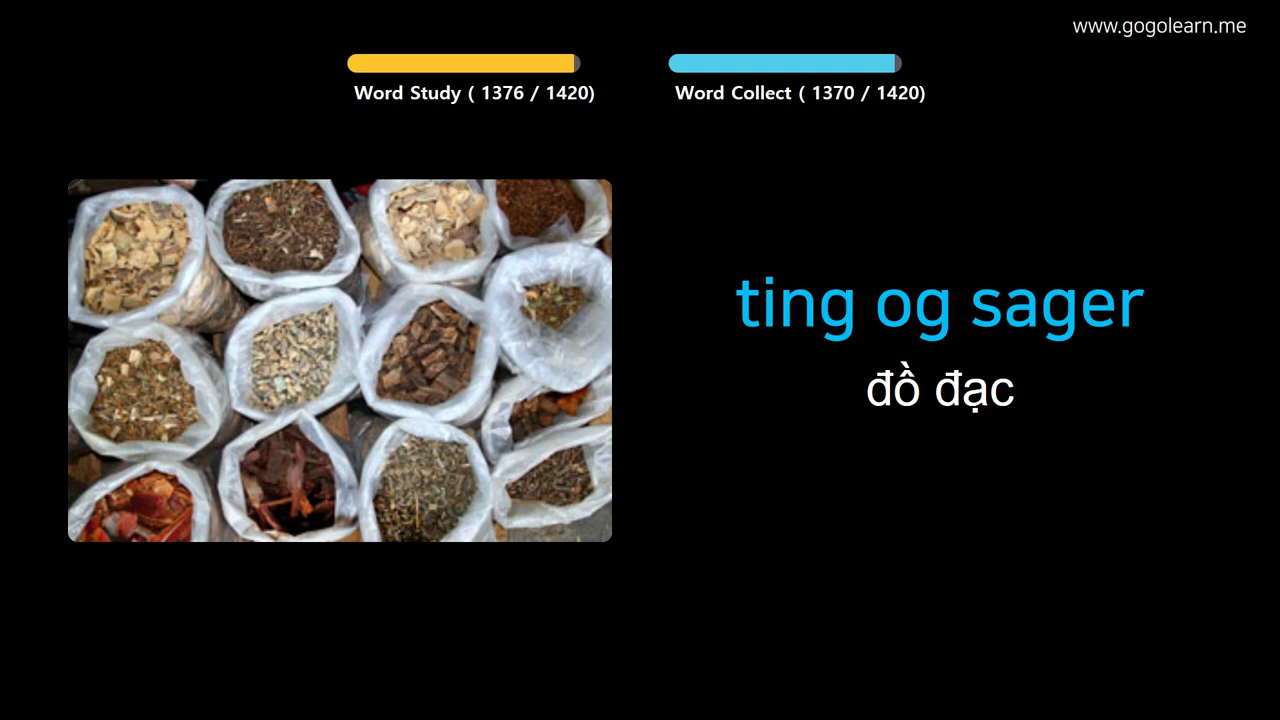 www.gogolearn.me
Word Study ( 1376 / 1420)
Word Collect ( 1370 / 1420)
ting og sager
đồ đạc